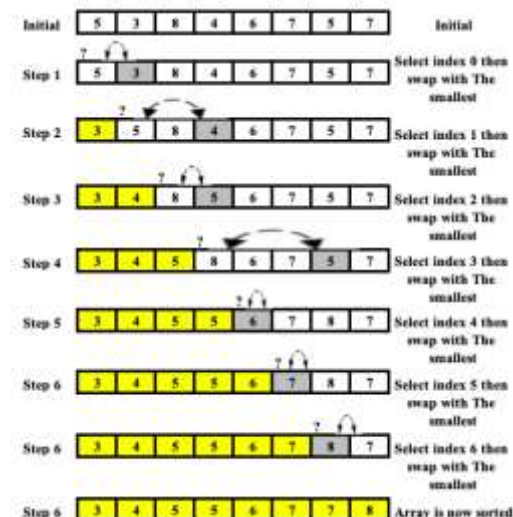 Initial 5 3 8 4 6 7 5 7 Initial
?
Step 1 5 3 8 4 6 7 5 7 Select index 0 then
swap with The
smallest
?
Step 2 3 5 8 4 6 7 5 7 Select index 1 then
swap with The
smallest
?
Step 3 3 4 8 5 6 7 5 7 Select index 2 then
swap with The
smallest
?
Step 4 3 4 5 8 6 7 5 7 Select index 3 then
swap with The
smallest
?
Step 5 3 4 5 5 6 7 8 7 Select index 4 then
swap with The
smallest
?
Step 6 3 4 5 5 6 7 8 7 Select index 5 then
swap with The
smallest
?
Step 6 3 4 5 5 6 7 8 7 Select index 6 then
swap with The
smallest
Step 6 3 4 5 5 6 7 7 8 Array is now sorted